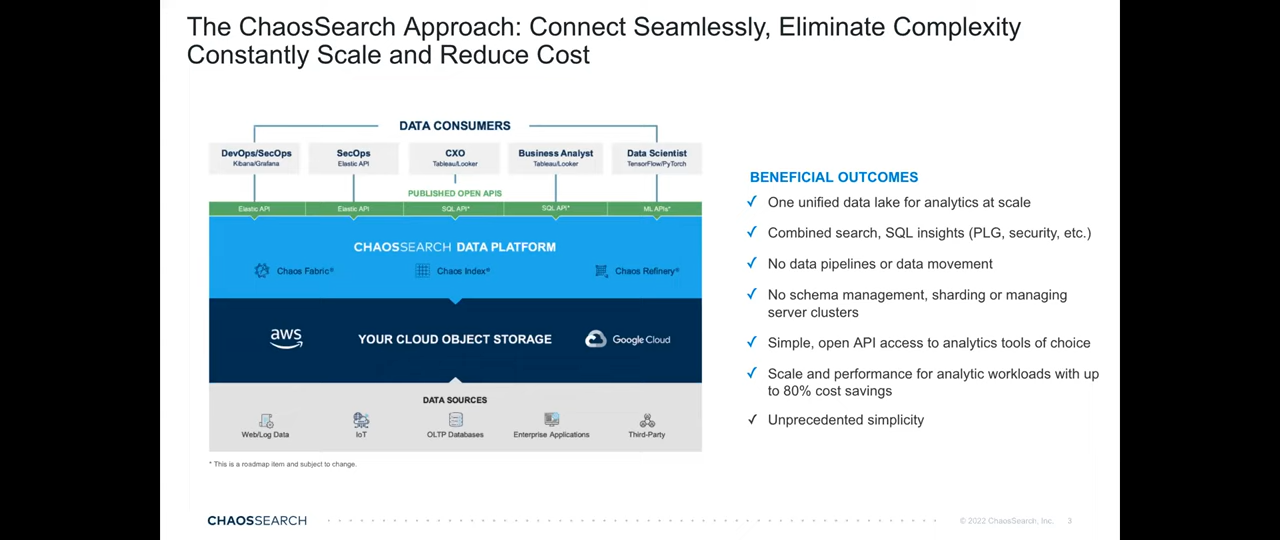 The ChaosSearch Approach: Connect Seamlessly, Eliminate Complexity
Constantly Scale and Reduce Cost
DATA CONSUMERS
DevOps/SecOps
Kibana/Grafana
SecOps
Elastic API
CXO
Tableau/Looker
Business Analyst
Tableau/Looker
Data Scientist
TensorFlow/PyTorch
PUBLISHED OPEN APIS
Elastic API
Elastic API
SQL API*
SQL API*
ML APIs*
CHAOSSEARCH DATA PLATFORM
Chaos Fabric®
Chaos Index®
Chaos Refinery®
aws
YOUR CLOUD OBJECT STORAGE
Google Cloud
DATA SOURCES
Web/Log Data
IoT
OLTP Databases
Enterprise Applications
Third-Party
* This is a roadmap item and subject to change.
BENEFICIAL OUTCOMES
✓ One unified data lake for analytics at scale
✓ Combined search, SQL insights (PLG, security, etc.)
✓ No data pipelines or data movement
✓ No schema management, sharding or managing
server clusters
✓ Simple, open API access to analytics tools of choice
✓ Scale and performance for analytic workloads with up
to 80% cost savings
✓ Unprecedented simplicity
CHAOSSEARCH
© 2022 ChaosSearch, Inc.
3